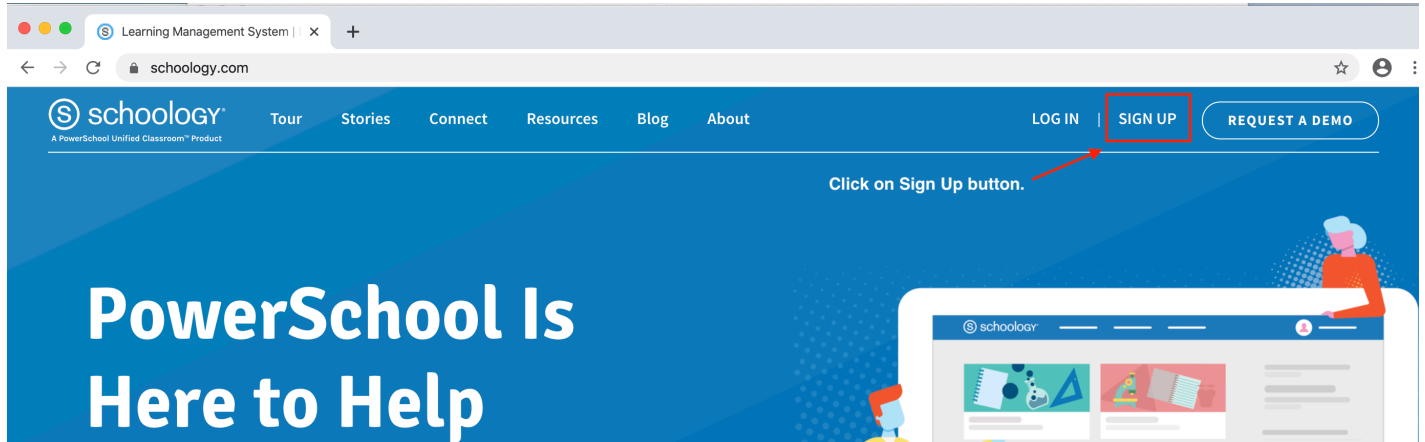 Learning Management System |
schoology.com
S schoology®
A PowerSchool Unified Classroom™ Product
Tour Stories Connect Resources Blog About
LOG IN | SIGN UP REQUEST A DEMO
Click on Sign Up button.
PowerSchool Is
Here to Help
S schoology